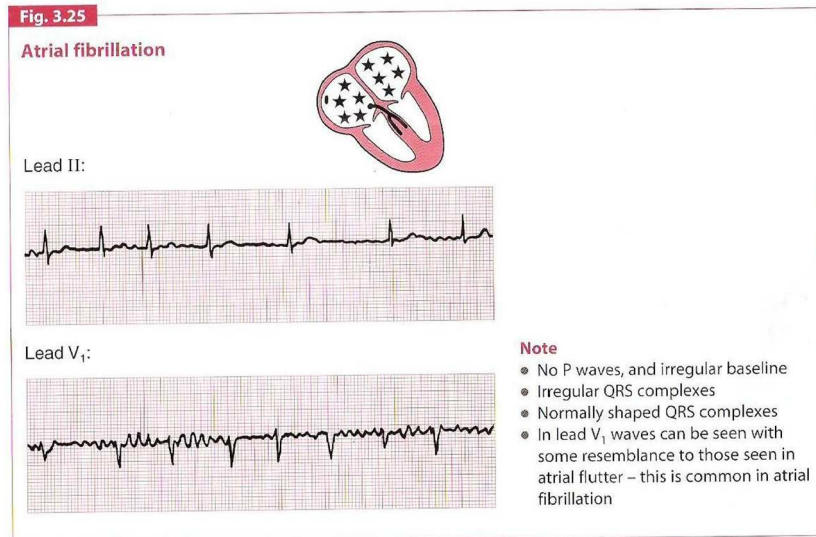 Fig. 3.25
Atrial fibrillation
Lead II:
Lead V₁:
Note
• No P waves, and irregular baseline
• Irregular QRS complexes
• Normally shaped QRS complexes
• In lead V₁ waves can be seen with
some resemblance to those seen in
atrial flutter – this is common in atrial
fibrillation